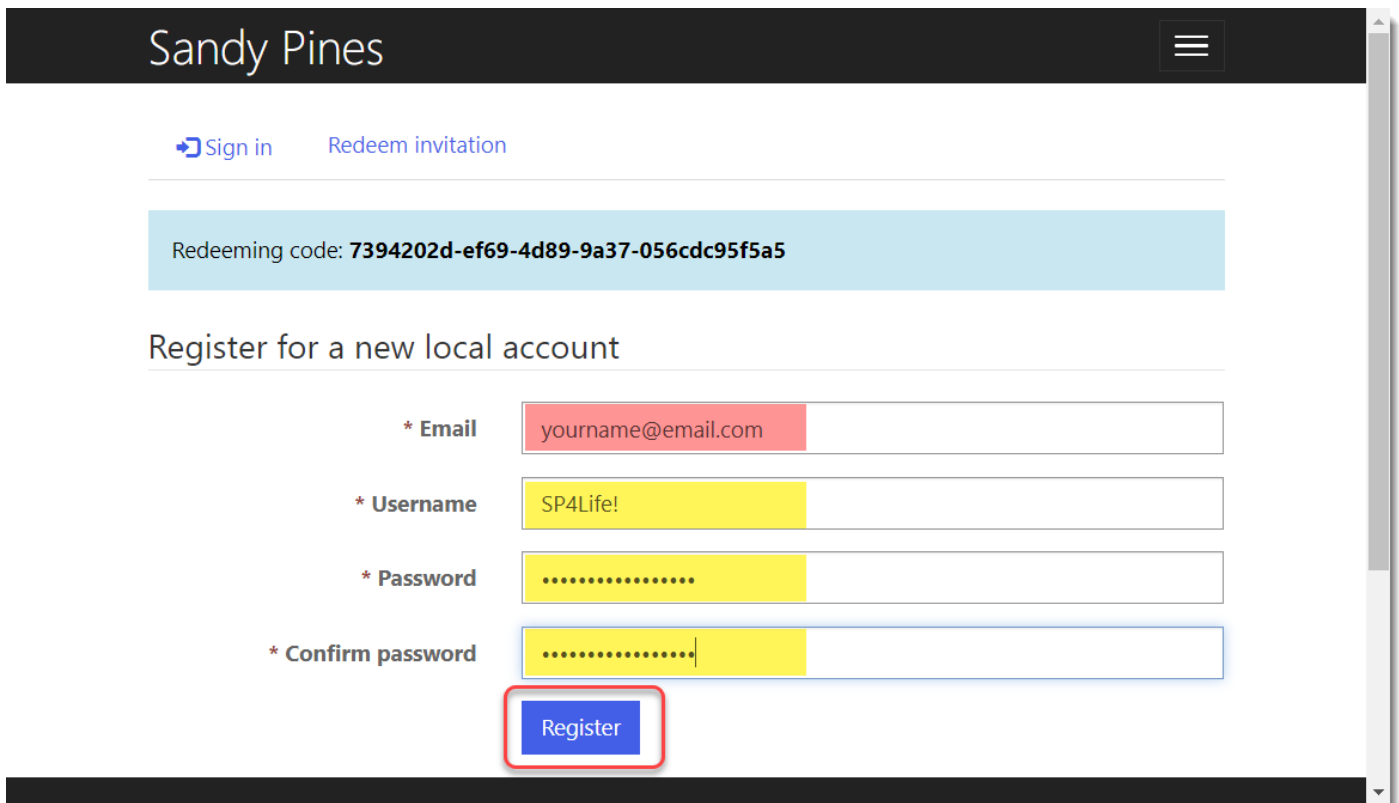 Sandy Pines
Sign in Redeem invitation
Redeeming code: 7394202d-ef69-4d89-9a37-056cdc95f5a5
Register for a new local account
* Email yourname@email.com
* Username SP4Life!
* Password •••••••••••••••••
* Confirm password •••••••••••••••••
Register